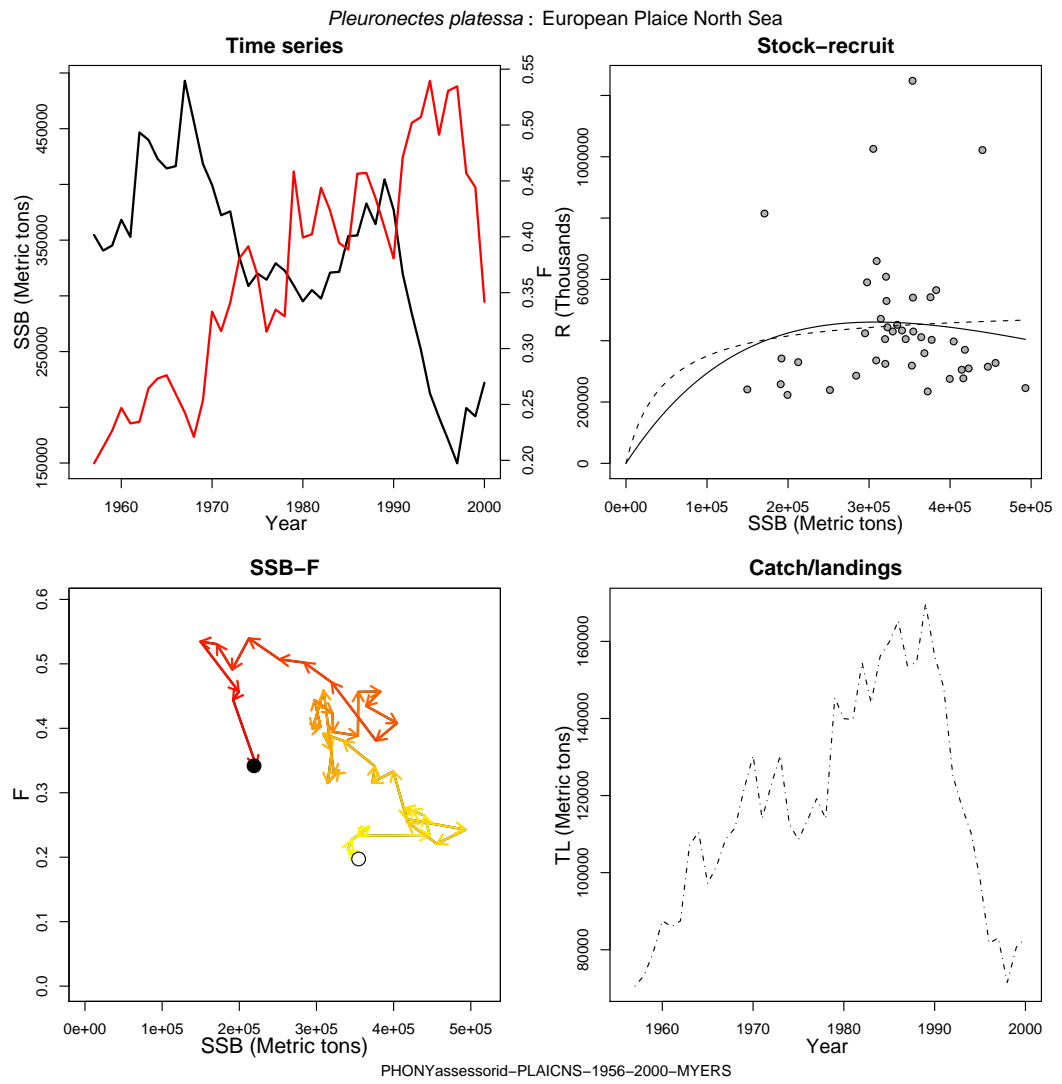 Pleuronectes platessa : European Plaice North Sea
Time series
SSB (Metric tons)
150000 250000 350000 450000
F
0.20 0.25 0.30 0.35 0.40 0.45 0.50 0.55
1960 1970 1980 1990 2000
Year
Stock−recruit
R (Thousands)
0 200000 400000 600000 1000000
0e+00 1e+05 2e+05 3e+05 4e+05 5e+05
SSB (Metric tons)
SSB−F
F
0.0 0.1 0.2 0.3 0.4 0.5 0.6
0e+00 1e+05 2e+05 3e+05 4e+05 5e+05
SSB (Metric tons)
Catch/landings
TL (Metric tons)
80000 100000 120000 140000 160000
1960 1970 1980 1990 2000
Year
PHONYassessorid−PLAICNS−1956−2000−MYERS